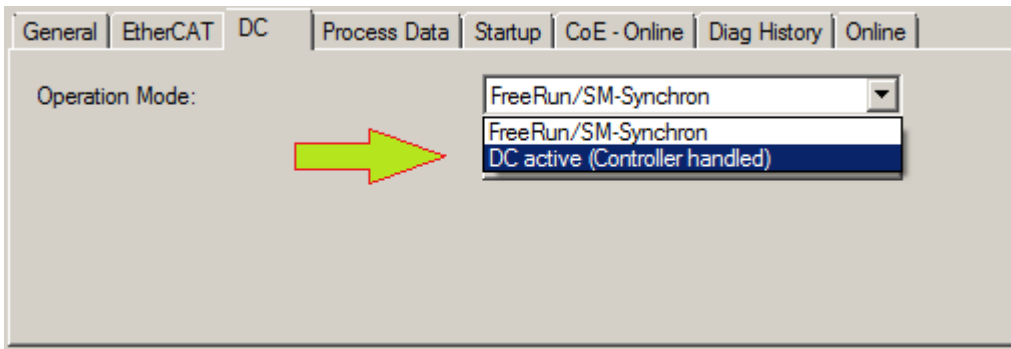 General EtherCAT DC Process Data Startup CoE - Online Diag History Online
Operation Mode: FreeRun/SM-Synchron
FreeRun/SM-Synchron
DC active (Controller handled)